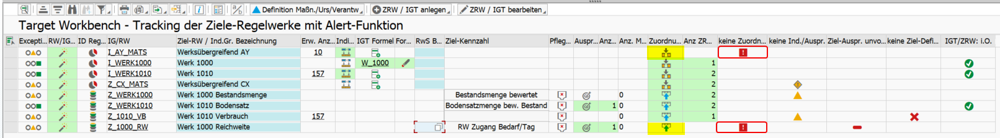 Definition Maßn./Urs/Verantw. ZRW / IGT anlegen ZRW / IGT bearbeiten
Target Workbench - Tracking der Ziele-Regelwerke mit Alert-Funktion
Excepti... RW/IG... ID Reg... IG/RW Ziel-RW / Ind.Gr. Bezeichnung Erw. Anz... Indi... IGT Formel For... RwS B... Ziel-Kennzahl Pfleg... Auspr... Anz... Anz. M... Zuordnu... Anz ZR... keine Zuordn... keine Ind./Auspr. Ziel-Auspr. unvo... keine Ziel-Defi... IGT/ZRW: i.O.
I_AY_MATS Werksübergreifend AY 10
I_WERK1000 Werk 1000 W_1000 1
I_WERK1010 Werk 1010 157 2
Z_CX_MATS Werksübergreifend CX 2
Z_WERK1000 Werk 1000 Bestandsmenge Bestandsmenge bewertet 0 2
Z_WERK1010 Werk 1010 Bodensatz Bodensatzmenge bew. Bestand 1 0 2
Z_1010_VB Werk 1010 Verbrauch 157 0 1
Z_1000_RW Werk 1000 Reichweite RW Zugang Bedarf/Tag 1 0